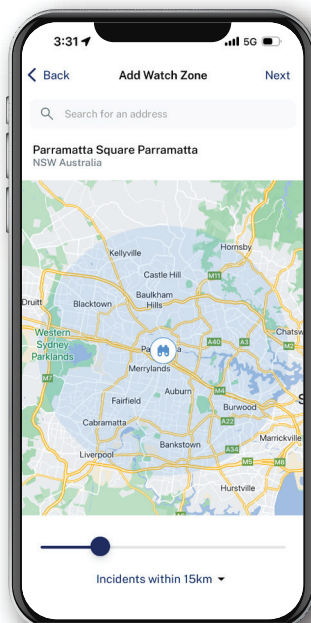 3:31 5G
Back Add Watch Zone Next
Search for an address
Parramatta Square Parramatta
NSW Australia
Kellyville
Hornsby
Castle Hill
M11
Druitt
Blacktown
Baulkham
Hills
Western
Sydney
Parklands
A40
A3
Chatsw
M2
Merrylands
M7
Auburn
M4
Fairfield
Burwood
Cabramatta
A22
Marrickville
Bankstown
A34
Liverpool
M5
M8
Hurstville
Incidents within 15km